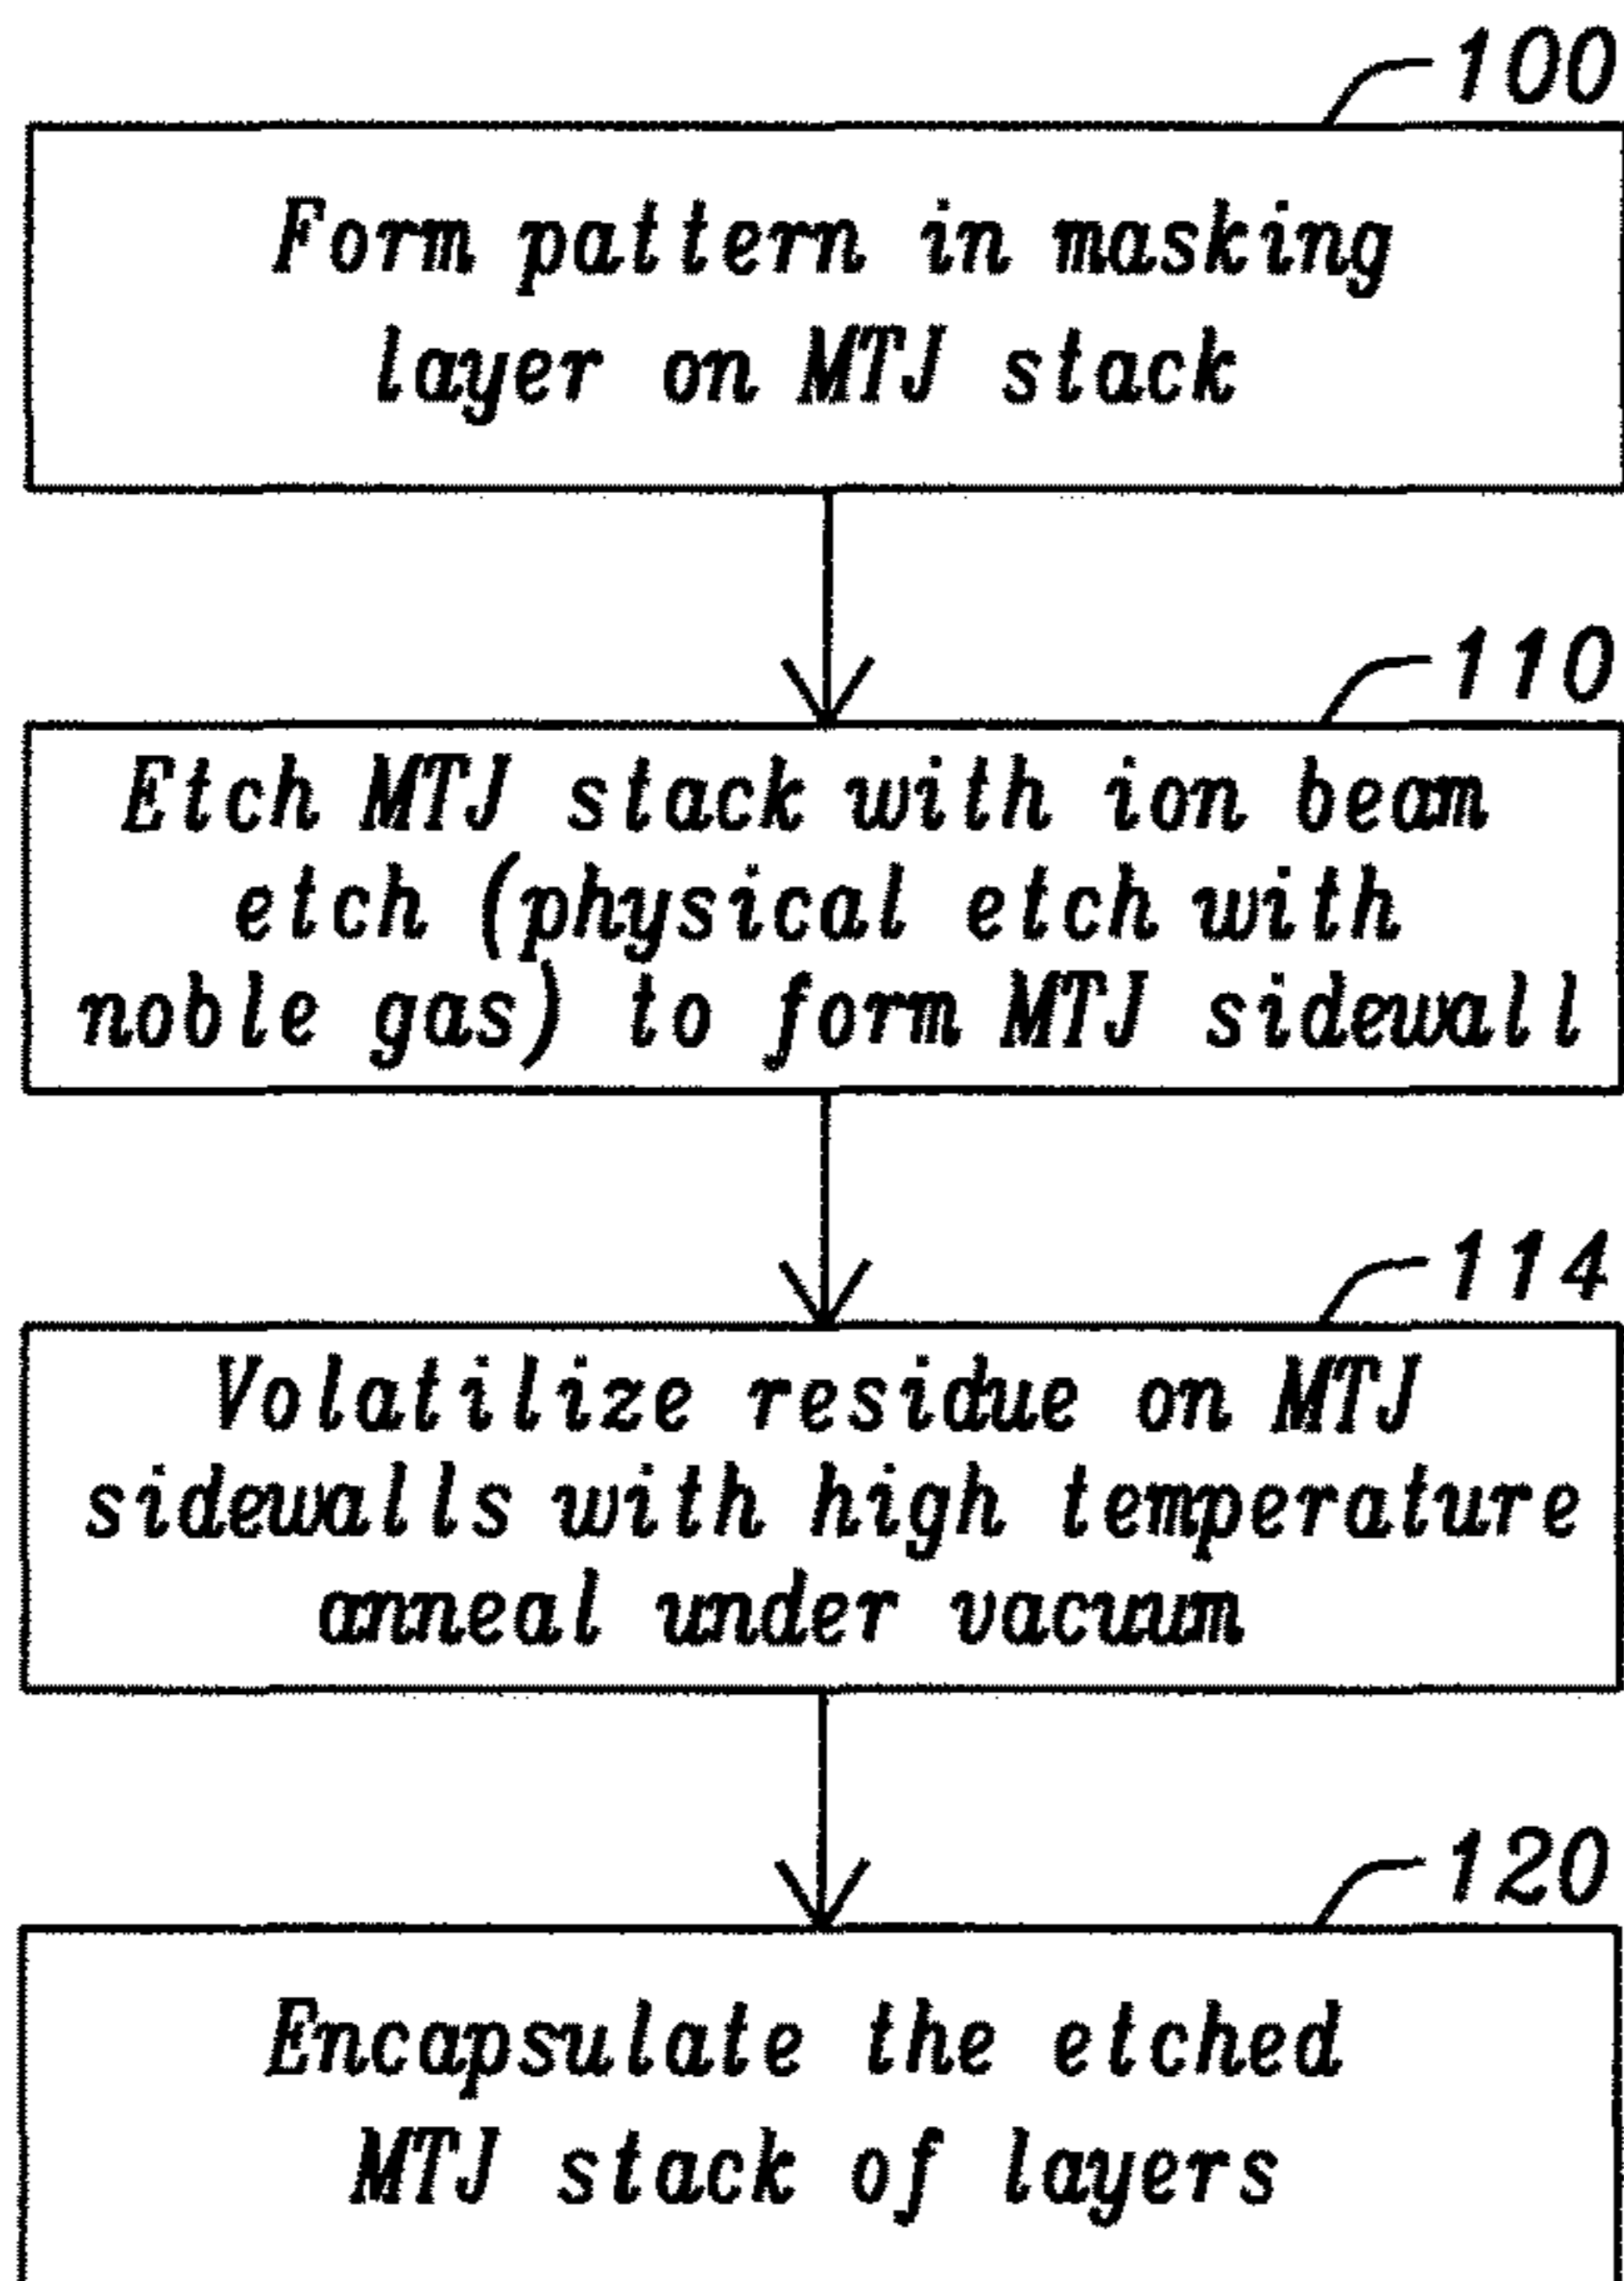 100
Form pattern in masking
layer on MTJ stack
110
Etch MTJ stack with ion beam
etch (physical etch with
noble gas) to form MTJ sidewall
114
Volatilize residue on MTJ
sidewalls with high temperature
anneal under vacuum
120
Encapsulate the etched
MTJ stack of layers